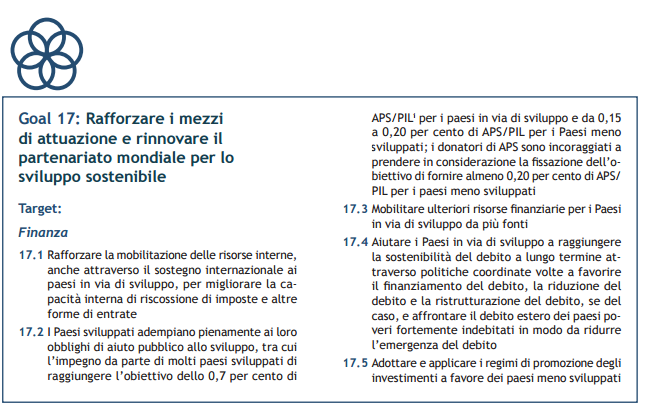 Goal 17: Rafforzare i mezzi
di attuazione e rinnovare il
partenariato mondiale per lo
sviluppo sostenibile
Target:
Finanza
17.1 Rafforzare la mobilitazione delle risorse interne,
anche attraverso il sostegno internazionale ai
paesi in via di sviluppo, per migliorare la ca-
pacità interna di riscossione di imposte e altre
forme di entrate
17.2 I Paesi sviluppati adempiano pienamente ai loro
obblighi di aiuto pubblico allo sviluppo, tra cui
l'impegno da parte di molti paesi sviluppati di
raggiungere l'obiettivo dello 0,7 per cento di
APS/PIL¹ per i paesi in via di sviluppo e da 0,15
a 0,20 per cento di APS/PIL per i Paesi meno
sviluppati; i donatori di APS sono incoraggiati a
prendere in considerazione la fissazione dell'o-
biettivo di fornire almeno 0,20 per cento di APS/
PIL per i paesi meno sviluppati
17.3 Mobilitare ulteriori risorse finanziarie per i Paesi
in via di sviluppo da più fonti
17.4 Aiutare i Paesi in via di sviluppo a raggiungere
la sostenibilità del debito a lungo termine at-
traverso politiche coordinate volte a favorire
il finanziamento del debito, la riduzione del
debito e la ristrutturazione del debito, se del
caso, e affrontare il debito estero dei paesi po-
veri fortemente indebitati in modo da ridurre
l'emergenza del debito
17.5 Adottare e applicare i regimi di promozione degli
investimenti a favore dei paesi meno sviluppati